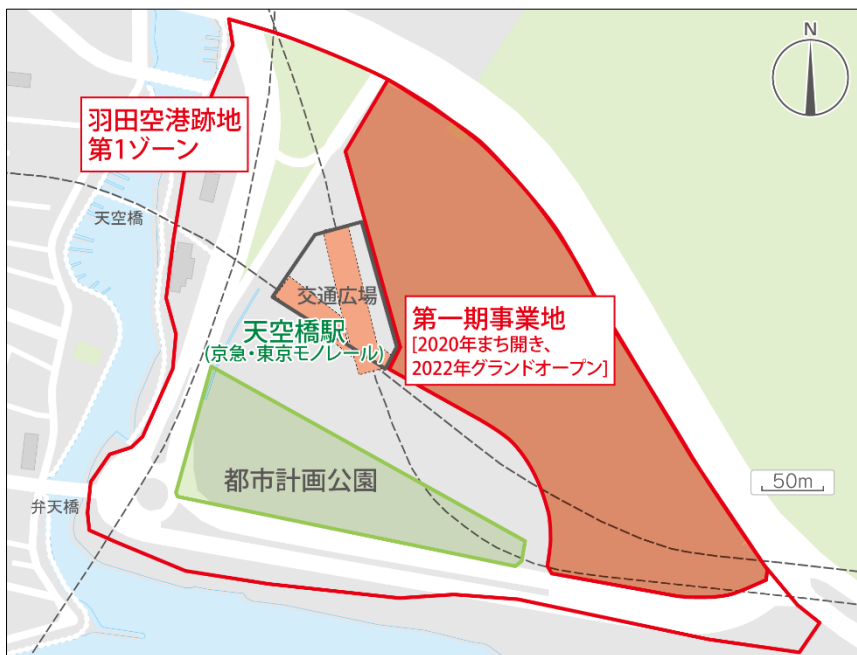 N
羽田空港跡地
第1ゾーン
天空橋
交通広場
天空橋駅
(京急・東京モノレール)
第一期事業地
[2020年まち開き、
2022年グランドオープン]
都市計画公園
50m
弁天橋